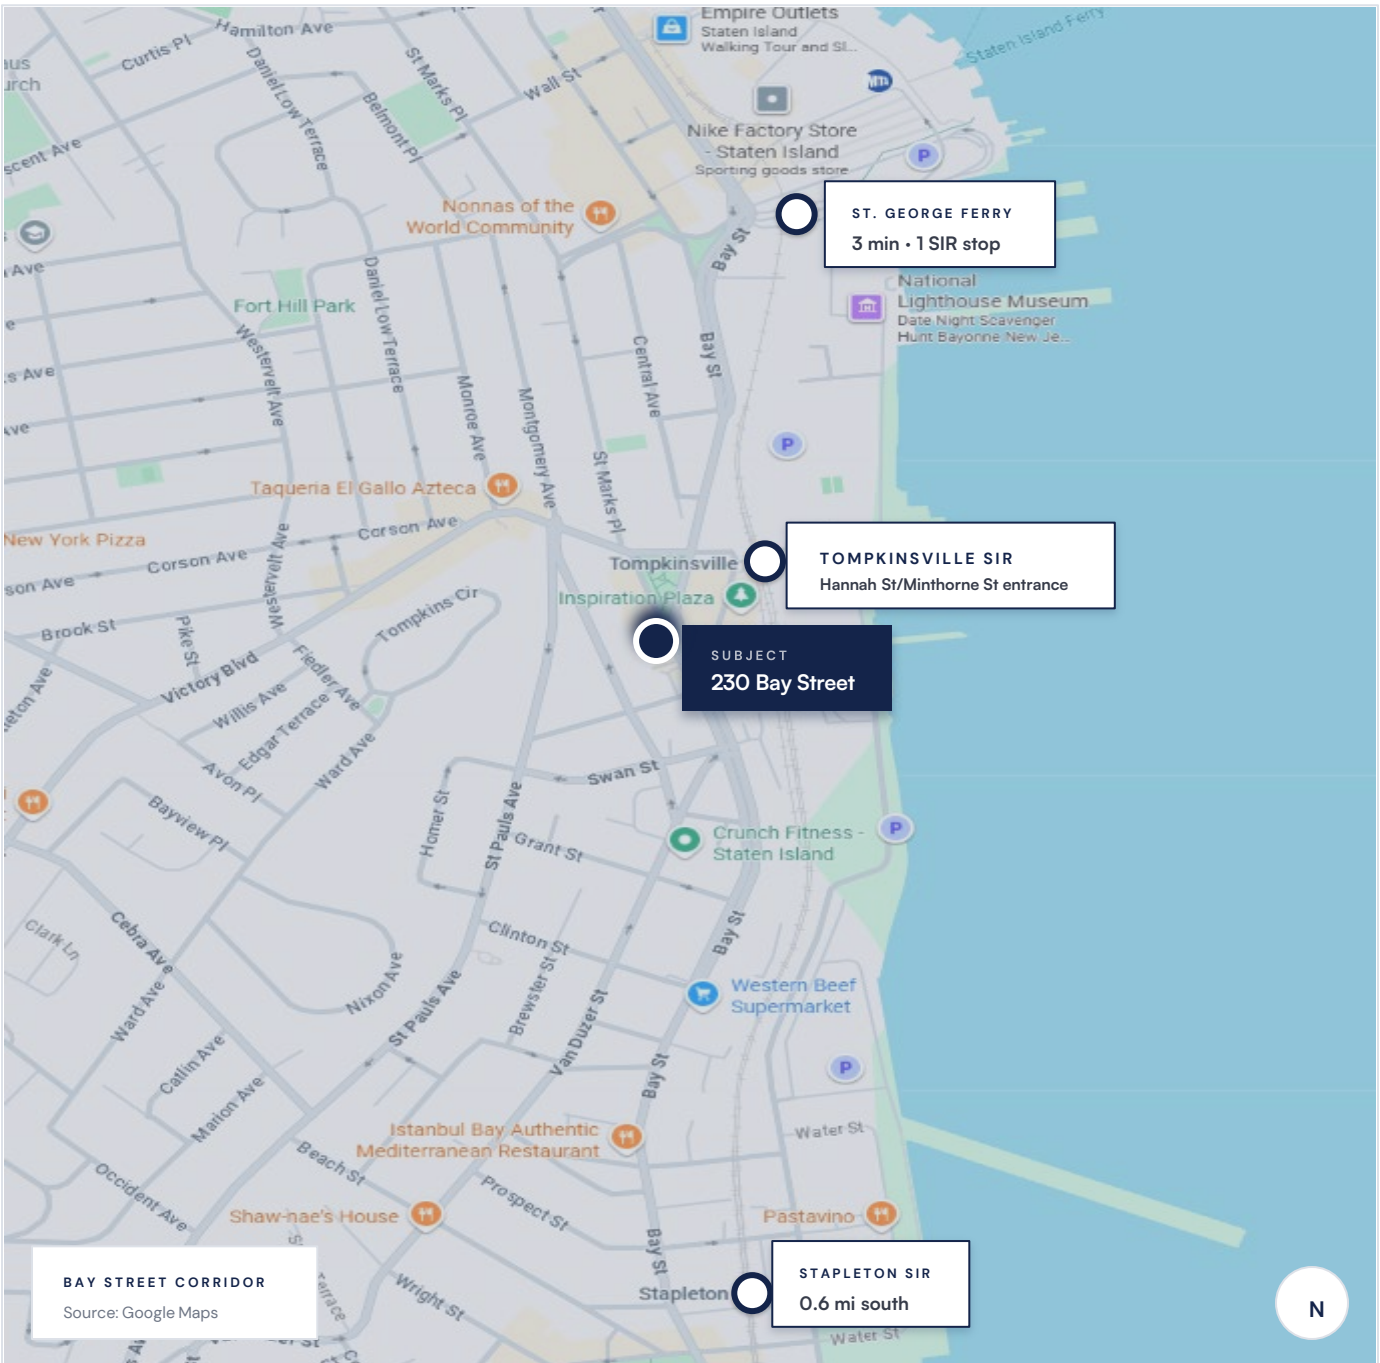 Empire Outlets
Staten Island
Walking Tour and Sl...
Staten Island Ferry
Hamilton Ave
Curtis Pl
Daniel Low Terrace
St Marks Pl
Belmont Pl
Wall St
Nike Factory Store
- Staten Island
Sporting goods store
P
scent Ave
Nonnas of the
World Community
ST. GEORGE FERRY
3 min • 1 SIR stop
Bay St
National
Lighthouse Museum
Date Night Scavenger
Hunt Bayonne New Je...
Ave
Fort Hill Park
Daniel Low Terrace
Westervelt Ave
s Ave
Central Ave
Bay St
Monroe Ave
Montgomery Ave
St Marks Pl
P
Taqueria El Gallo Azteca
Corson Ave
New York Pizza
Corson Ave
son Ave
Westervelt Ave
Tompkinsville
TOMPKINSVILLE SIR
Hannah St/Minthorne St entrance
Inspiration Plaza
Tompkins Cir
Brook St
Pike St
Victory Blvd
Fiedler Ave
SUBJECT
230 Bay Street
Willis Ave
Edgar Terrace
Ward Ave
Avon Pl
Swan St
Bayview Pl
Homer St
St Pauls Ave
Grant St
Crunch Fitness -
Staten Island
P
Clark Ln
Cebra Ave
Clinton St
Bay St
Nixon Ave
Ward Ave
St Pauls Ave
Brewster St
Van Duzer St
Western Beef
Supermarket
Catlin Ave
Bay St
P
Marion Ave
Istanbul Bay Authentic
Mediterranean Restaurant
Water St
Beach St
Occident Ave
Prospect St
Shaw-nae's House
Pastavino
Bay St
BAY STREET CORRIDOR
Source: Google Maps
Wright St
Stapleton
STAPLETON SIR
0.6 mi south
Water St
N